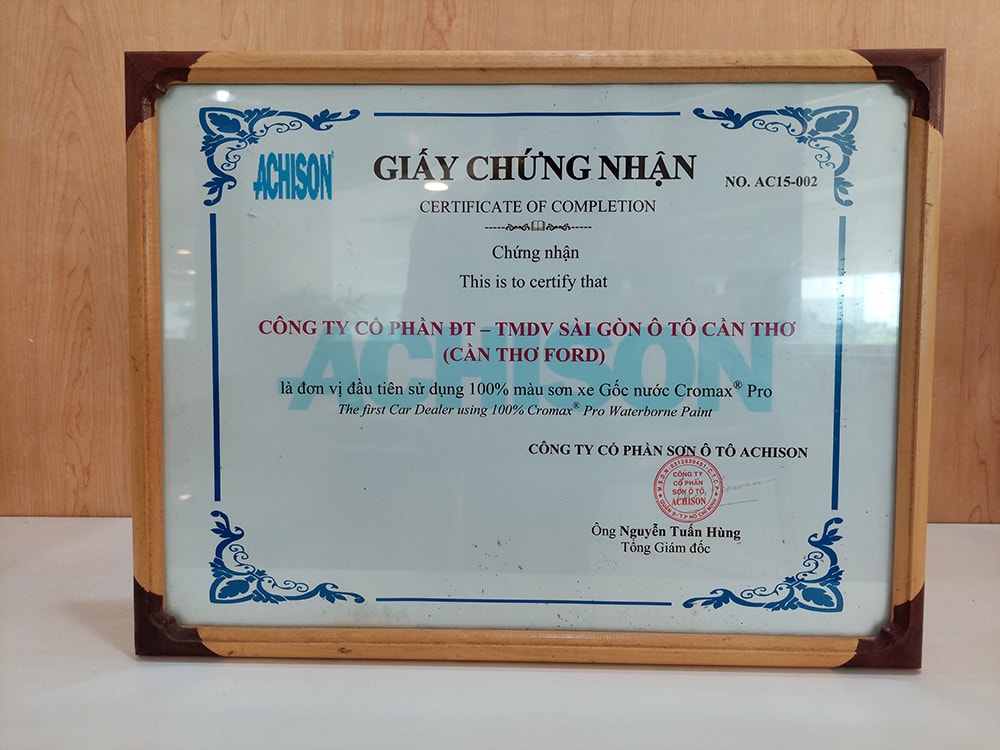 ACHISON
GIẤY CHỨNG NHẬN
NO. AC15-002
CERTIFICATE OF COMPLETION
Chứng nhận
This is to certify that
CÔNG TY CỔ PHẦN ĐT – TMDV SÀI GÒN Ô TÔ CẦN THƠ
(CẦN THƠ FORD)
ACHISON
là đơn vị đầu tiên sử dụng 100% màu sơn xe Gốc nước Cromax® Pro
The first Car Dealer using 100% Cromax® Pro Waterborne Paint
CÔNG TY CỔ PHẦN SƠN Ô TÔ ACHISON
CÔNG TY
CỔ PHẦN
SƠN Ô TÔ
ACHISON
Ông Nguyễn Tuấn Hùng
Tổng Giám đốc